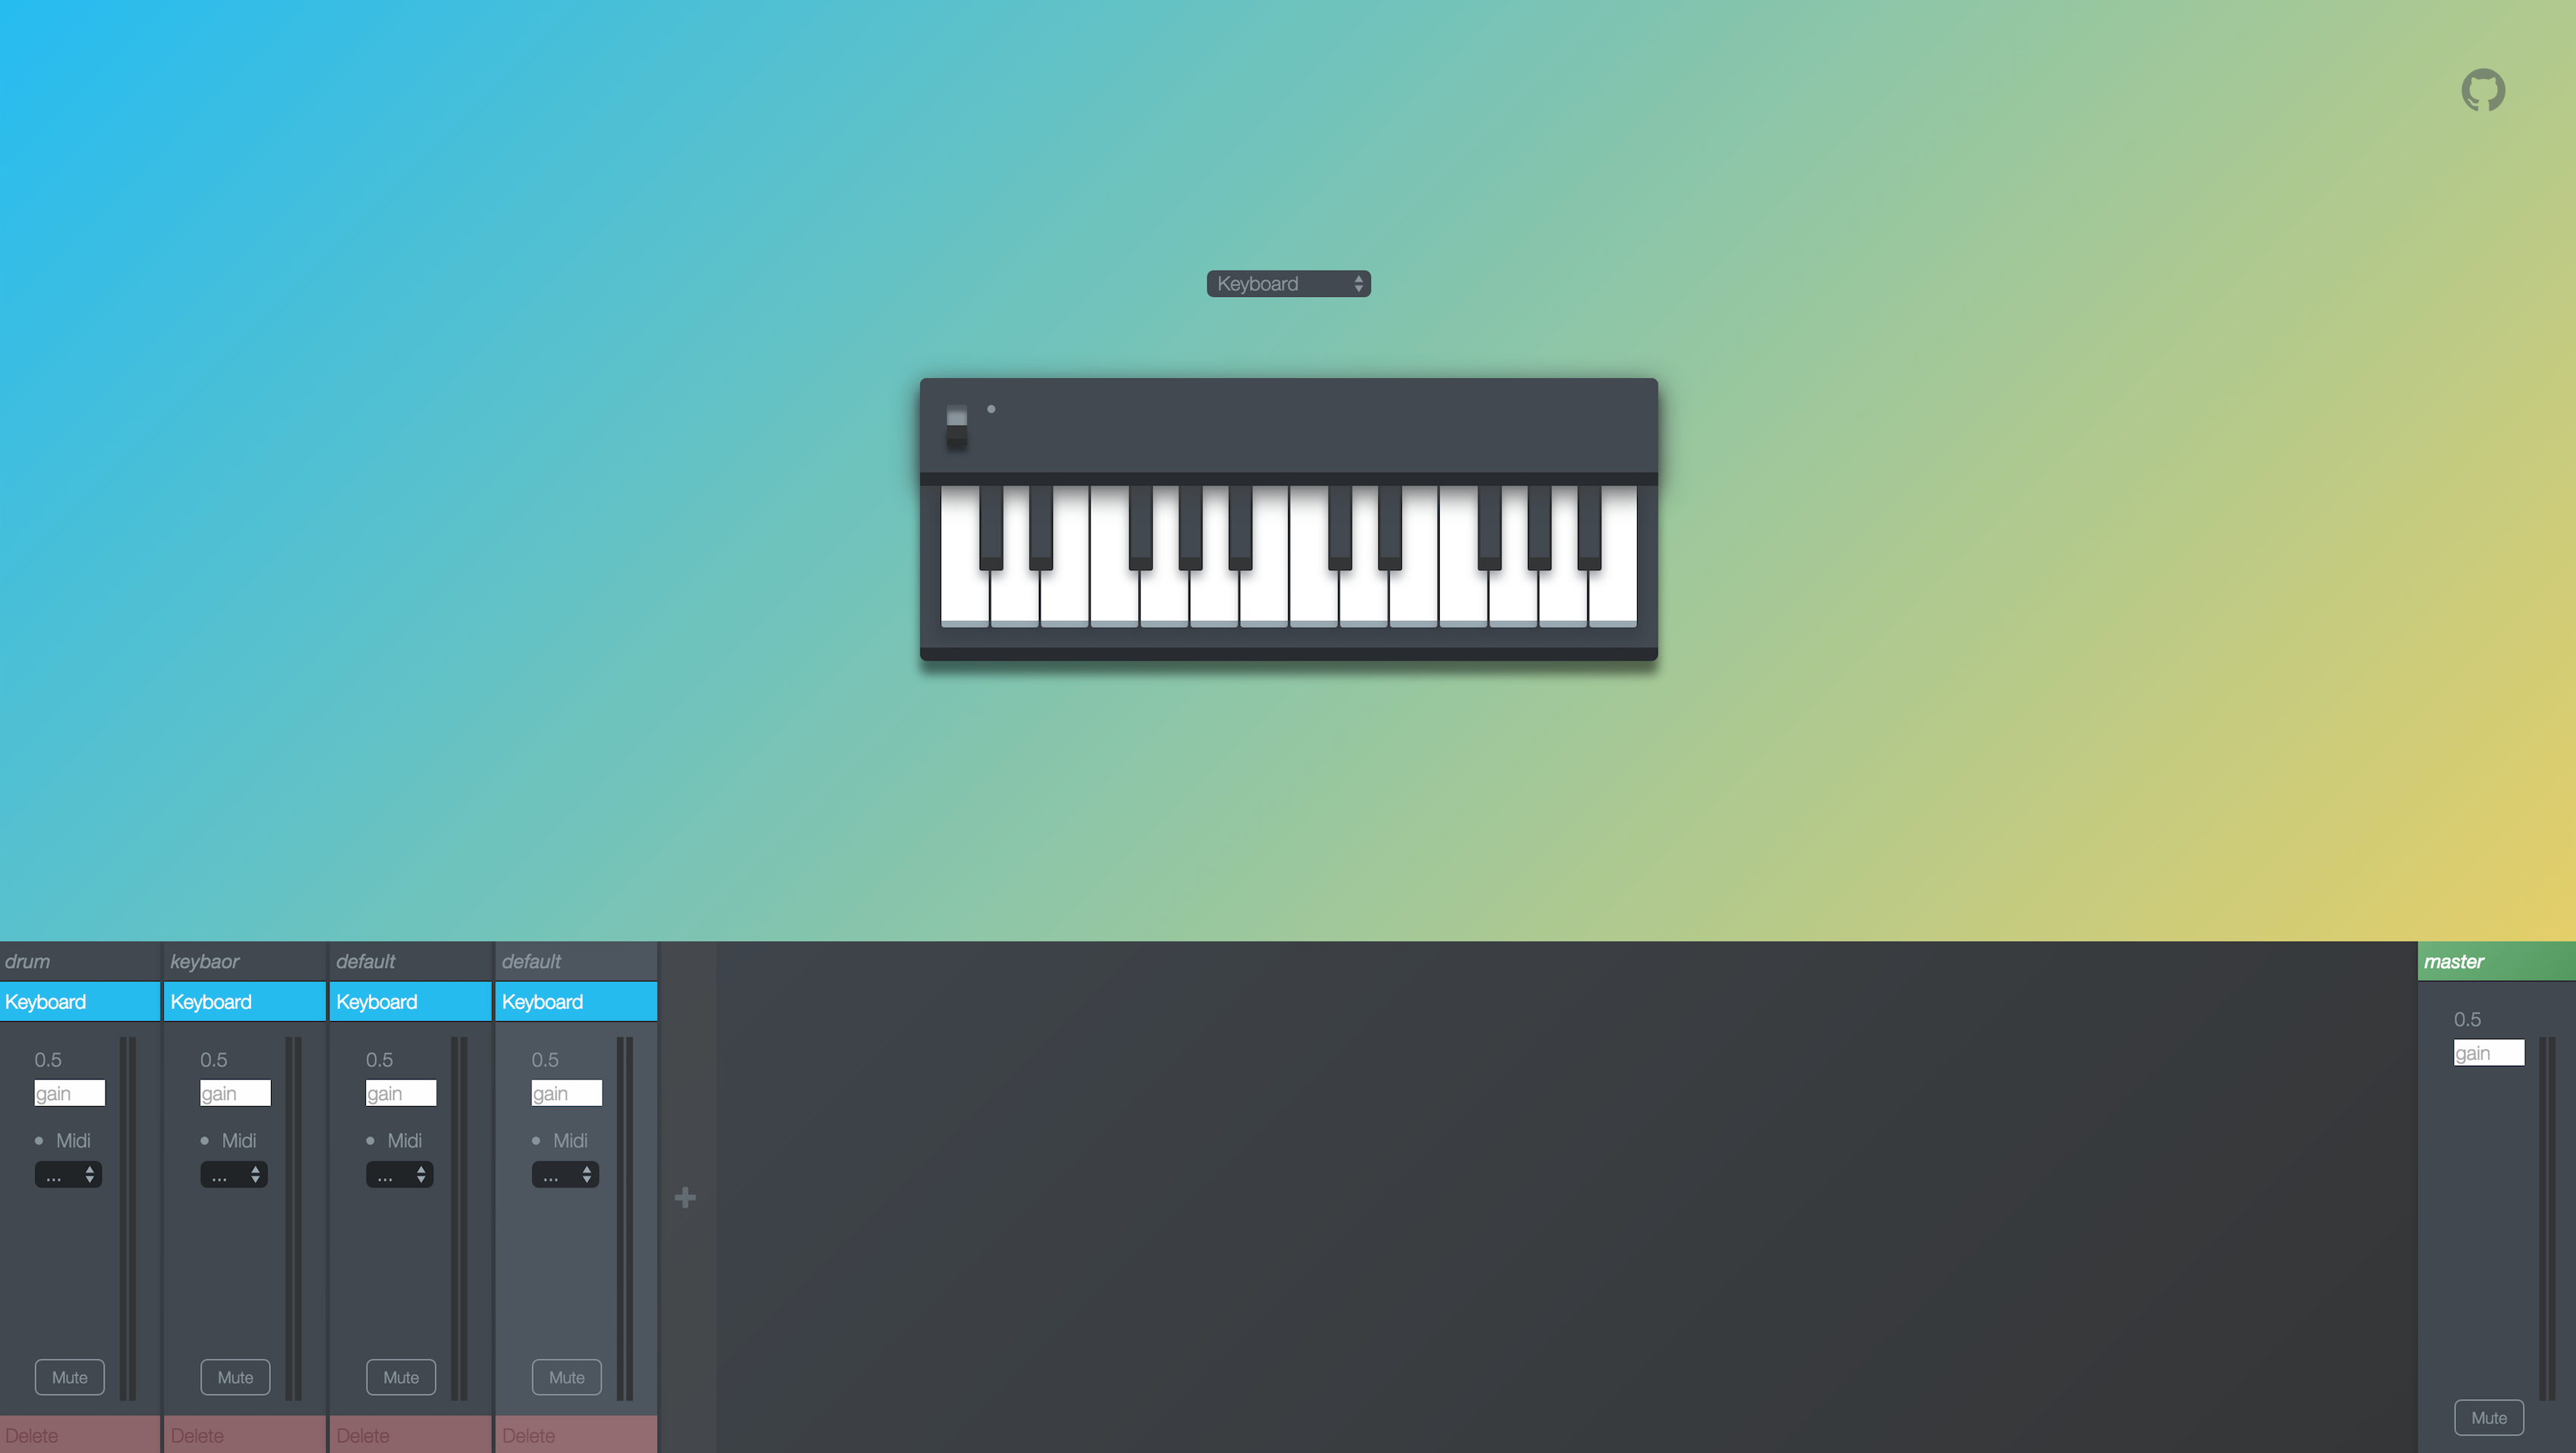 Keyboard
drum
Keyboard
0.5
gain
Midi
...
Mute
Delete
keybaor
Keyboard
0.5
gain
Midi
...
Mute
Delete
default
Keyboard
0.5
gain
Midi
...
Mute
Delete
default
Keyboard
0.5
gain
Midi
...
Mute
Delete
master
0.5
gain
Mute